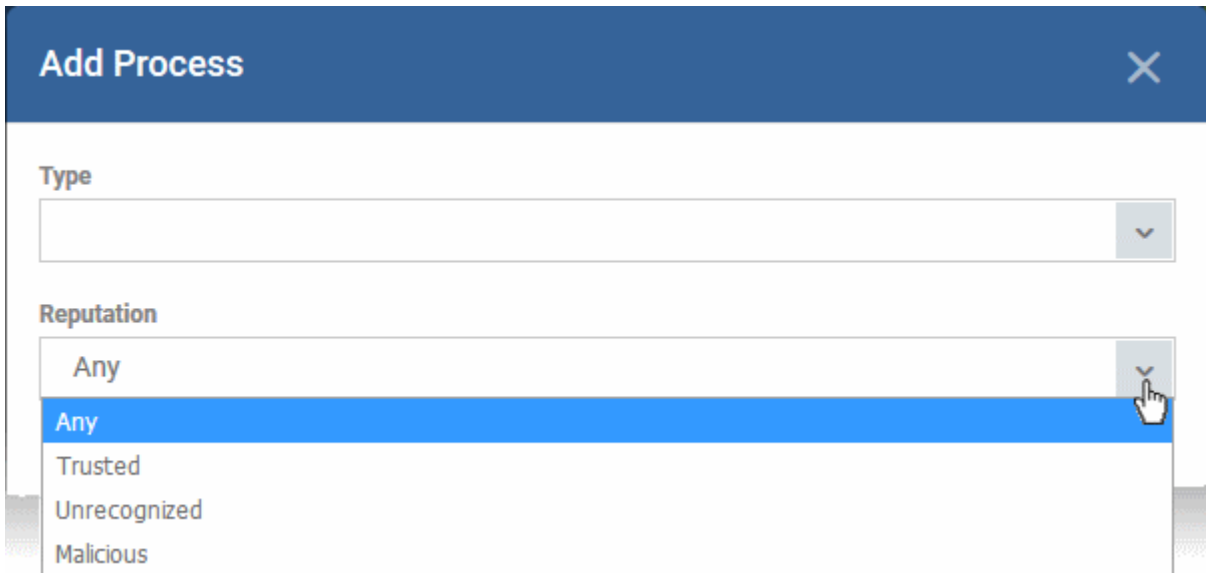 Add Process
Type
Reputation
Any
Any
Trusted
Unrecognized
Malicious